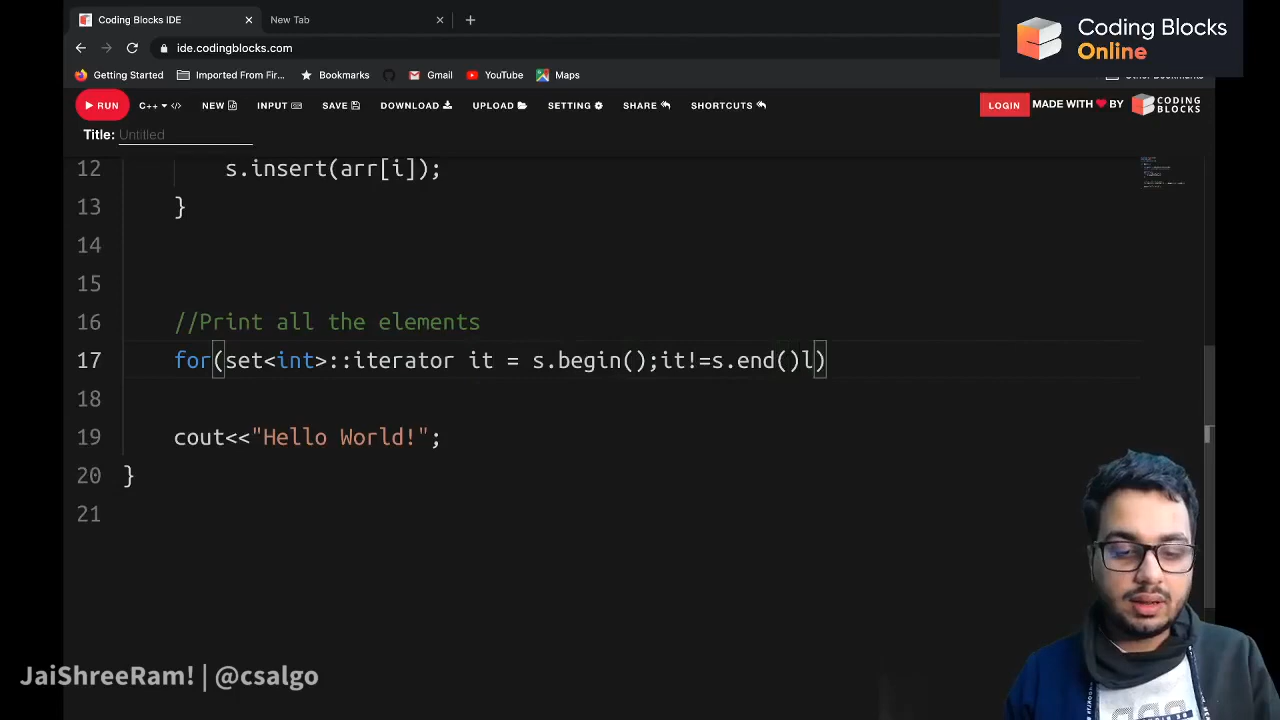 Coding Blocks IDE
New Tab
Coding Blocks
Online
ide.codingblocks.com
Getting Started
Imported From Fir...
Bookmarks
Gmail
YouTube
Maps
Other Bookmarks
RUN
C++
NEW
INPUT
SAVE
DOWNLOAD
UPLOAD
SETTING
SHARE
SHORTCUTS
LOGIN
MADE WITH BY
CODING
BLOCKS
Title: Untitled
12 s.insert(arr[i]);
13 }
14
15
16 //Print all the elements
17 for(set<int>::iterator it = s.begin();it!=s.end()l)
18
19 cout<<"Hello World!";
20 }
21
JaiShreeRam! | @csalgo